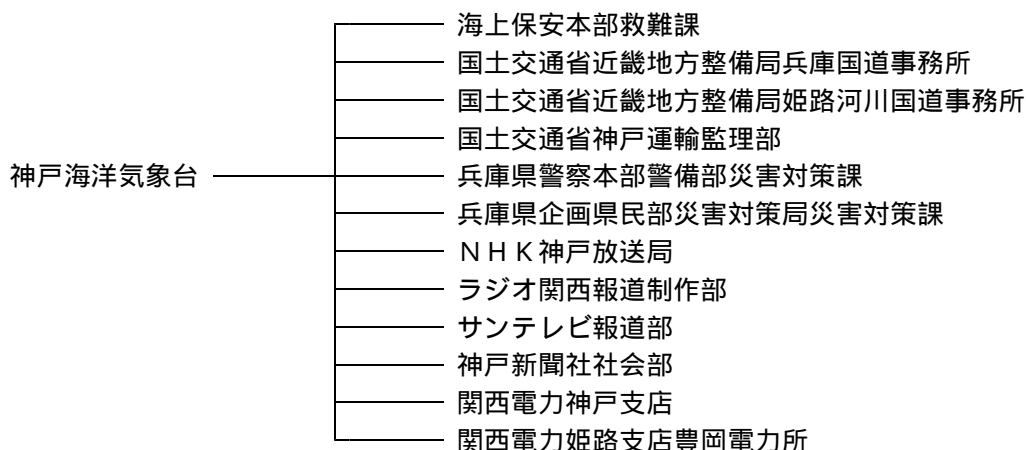 海上保安本部救難課
国土交通省近畿地方整備局兵庫国道事務所
国土交通省近畿地方整備局姫路河川国道事務所
国土交通省神戸運輸監理部
神戸海洋気象台
兵庫県警察本部警備部災害対策課
兵庫県企画県民部災害対策局災害対策課
ＮＨＫ神戸放送局
ラジオ関西報道制作部
サンテレビ報道部
神戸新聞社社会部
関西電力神戸支店
関西電力姫路支店豊岡電力所